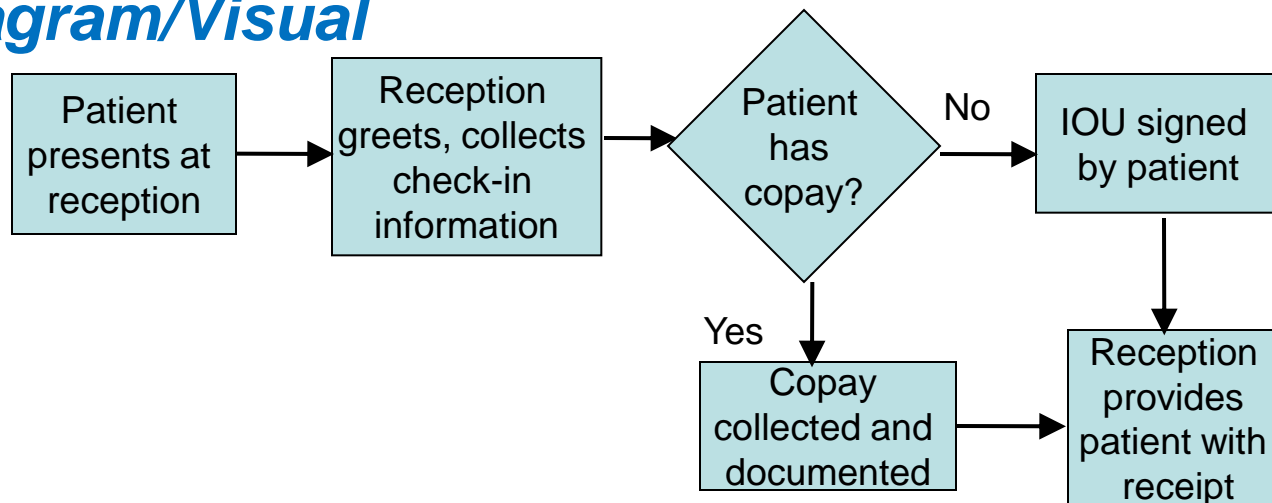 agram/Visual
Patient
presents at
reception
Reception
greets, collects
check-in
information
Patient
has
copay?
No
IOU signed
by patient
Yes
Copay
collected and
documented
Reception
provides
patient with
receipt